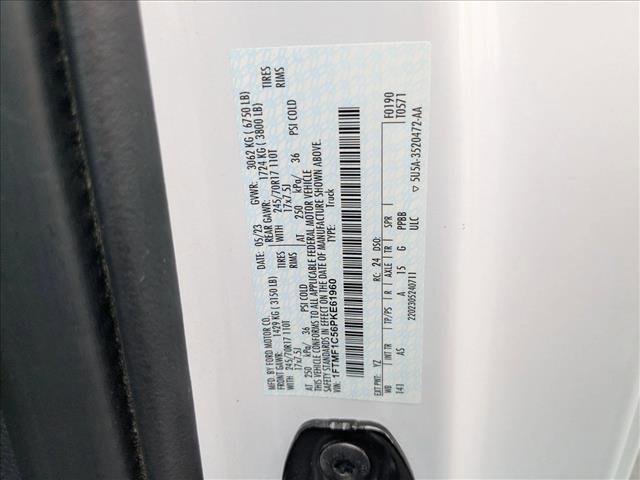 MFD. BY FORD MOTOR CO. DATE: 05/23 GVWR: 3062 KG ( 6750 LB)
FRONT GAWR: 1429 KG ( 3150 LB) REAR GAWR: 1724 KG ( 3800 LB)
WITH 245/70R17 110T TIRES WITH 245/70R17 110T TIRES
17x7.5J RIMS 17x7.5J RIMS
AT 250 kPa/ 36 PSI COLD AT 250 kPa/ 36 PSI COLD
THIS VEHICLE CONFORMS TO ALL APPLICABLE FEDERAL MOTOR VEHICLE
SAFETY STANDARDS IN EFFECT ON THE DATE OF MANUFACTURE SHOWN ABOVE.
VIN: 1FTMF1C56PKE61960 TYPE: Truck
F0190
T0571
EXT PNT: YZ RC: 24 DSO:
WB INT TR TP/PS R AXLE TR SPR
141 AS A 15 G PPBB
ULC
2202305240711 ▽ 5U5A-3520472-AA